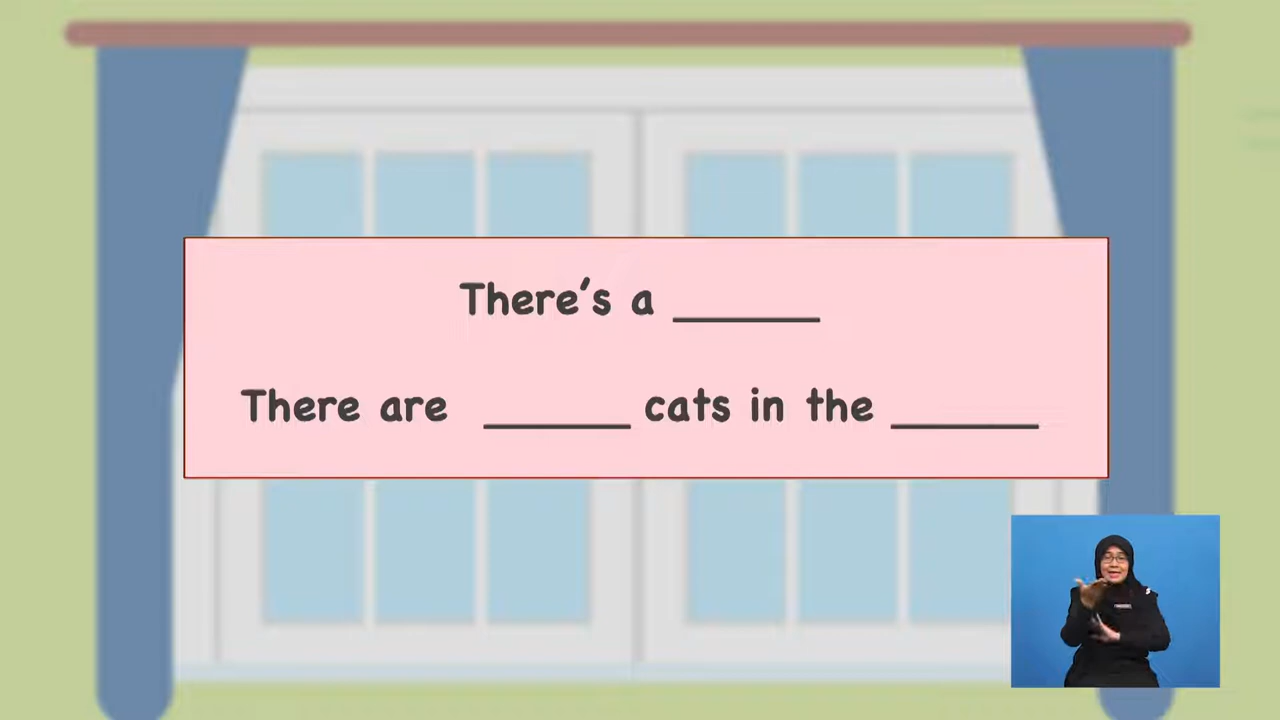 There's a ______
There are ______ cats in the ______